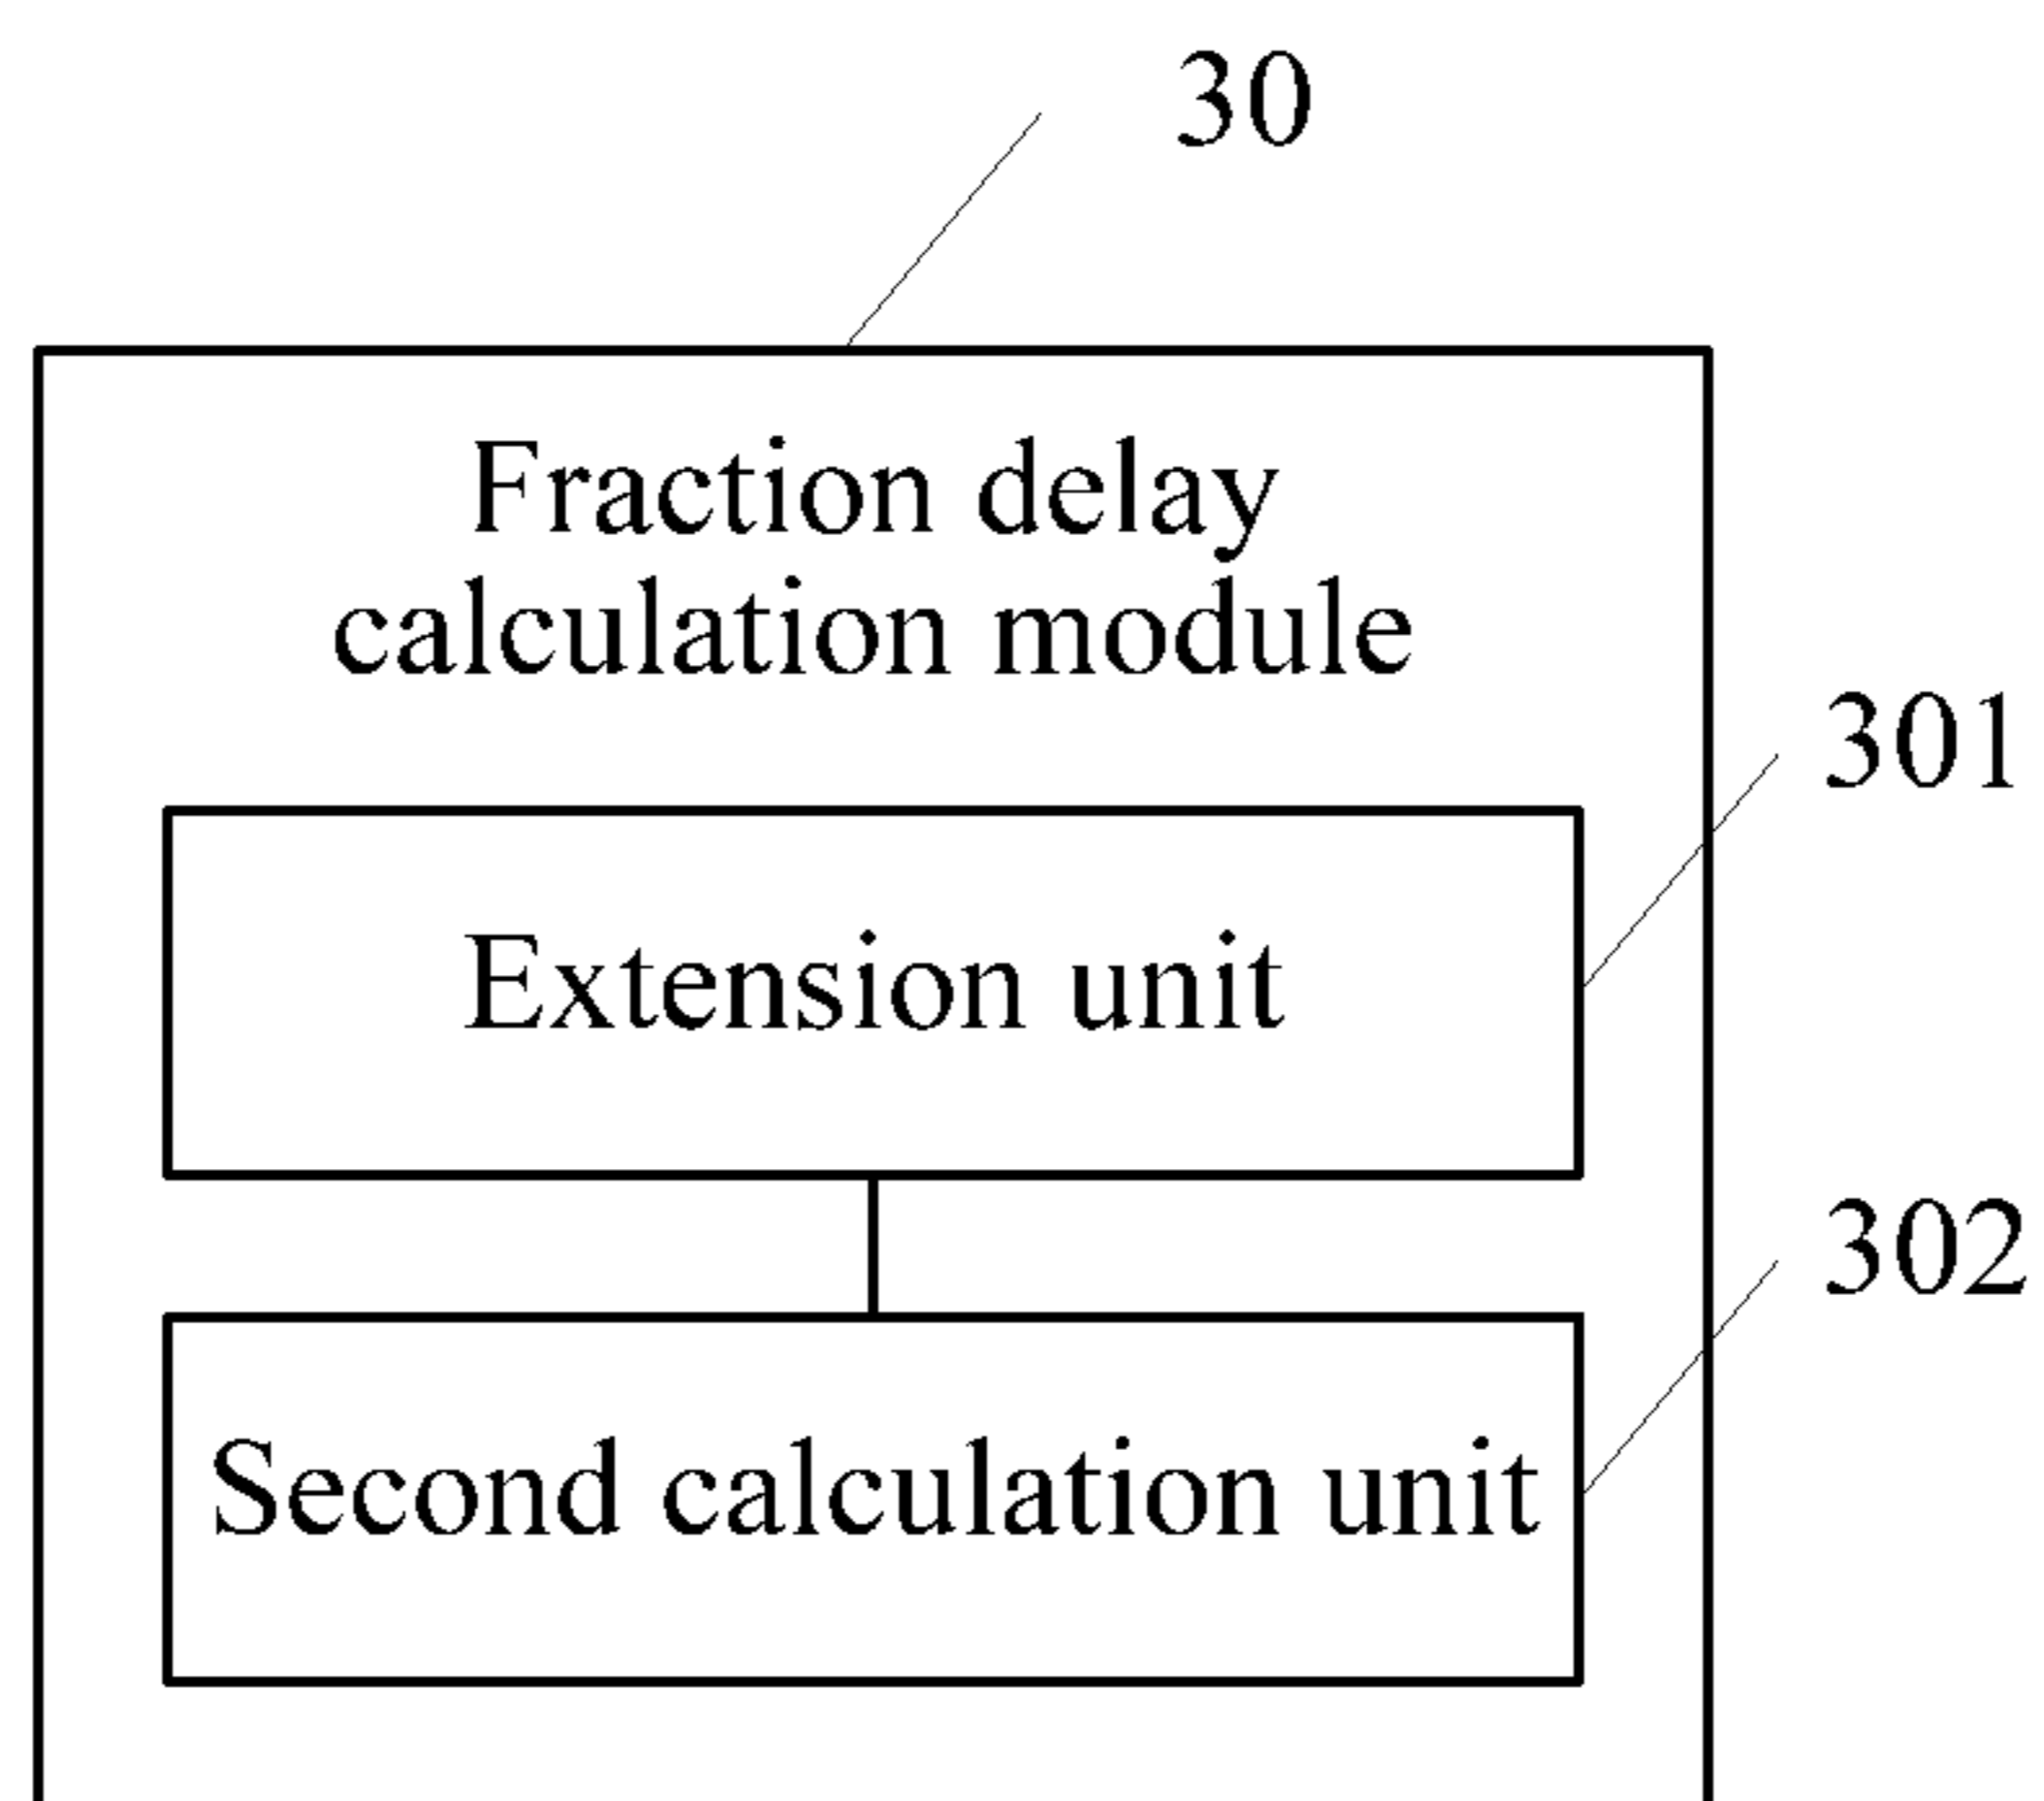 30
Fraction delay
calculation module
301
Extension unit
302
Second calculation unit